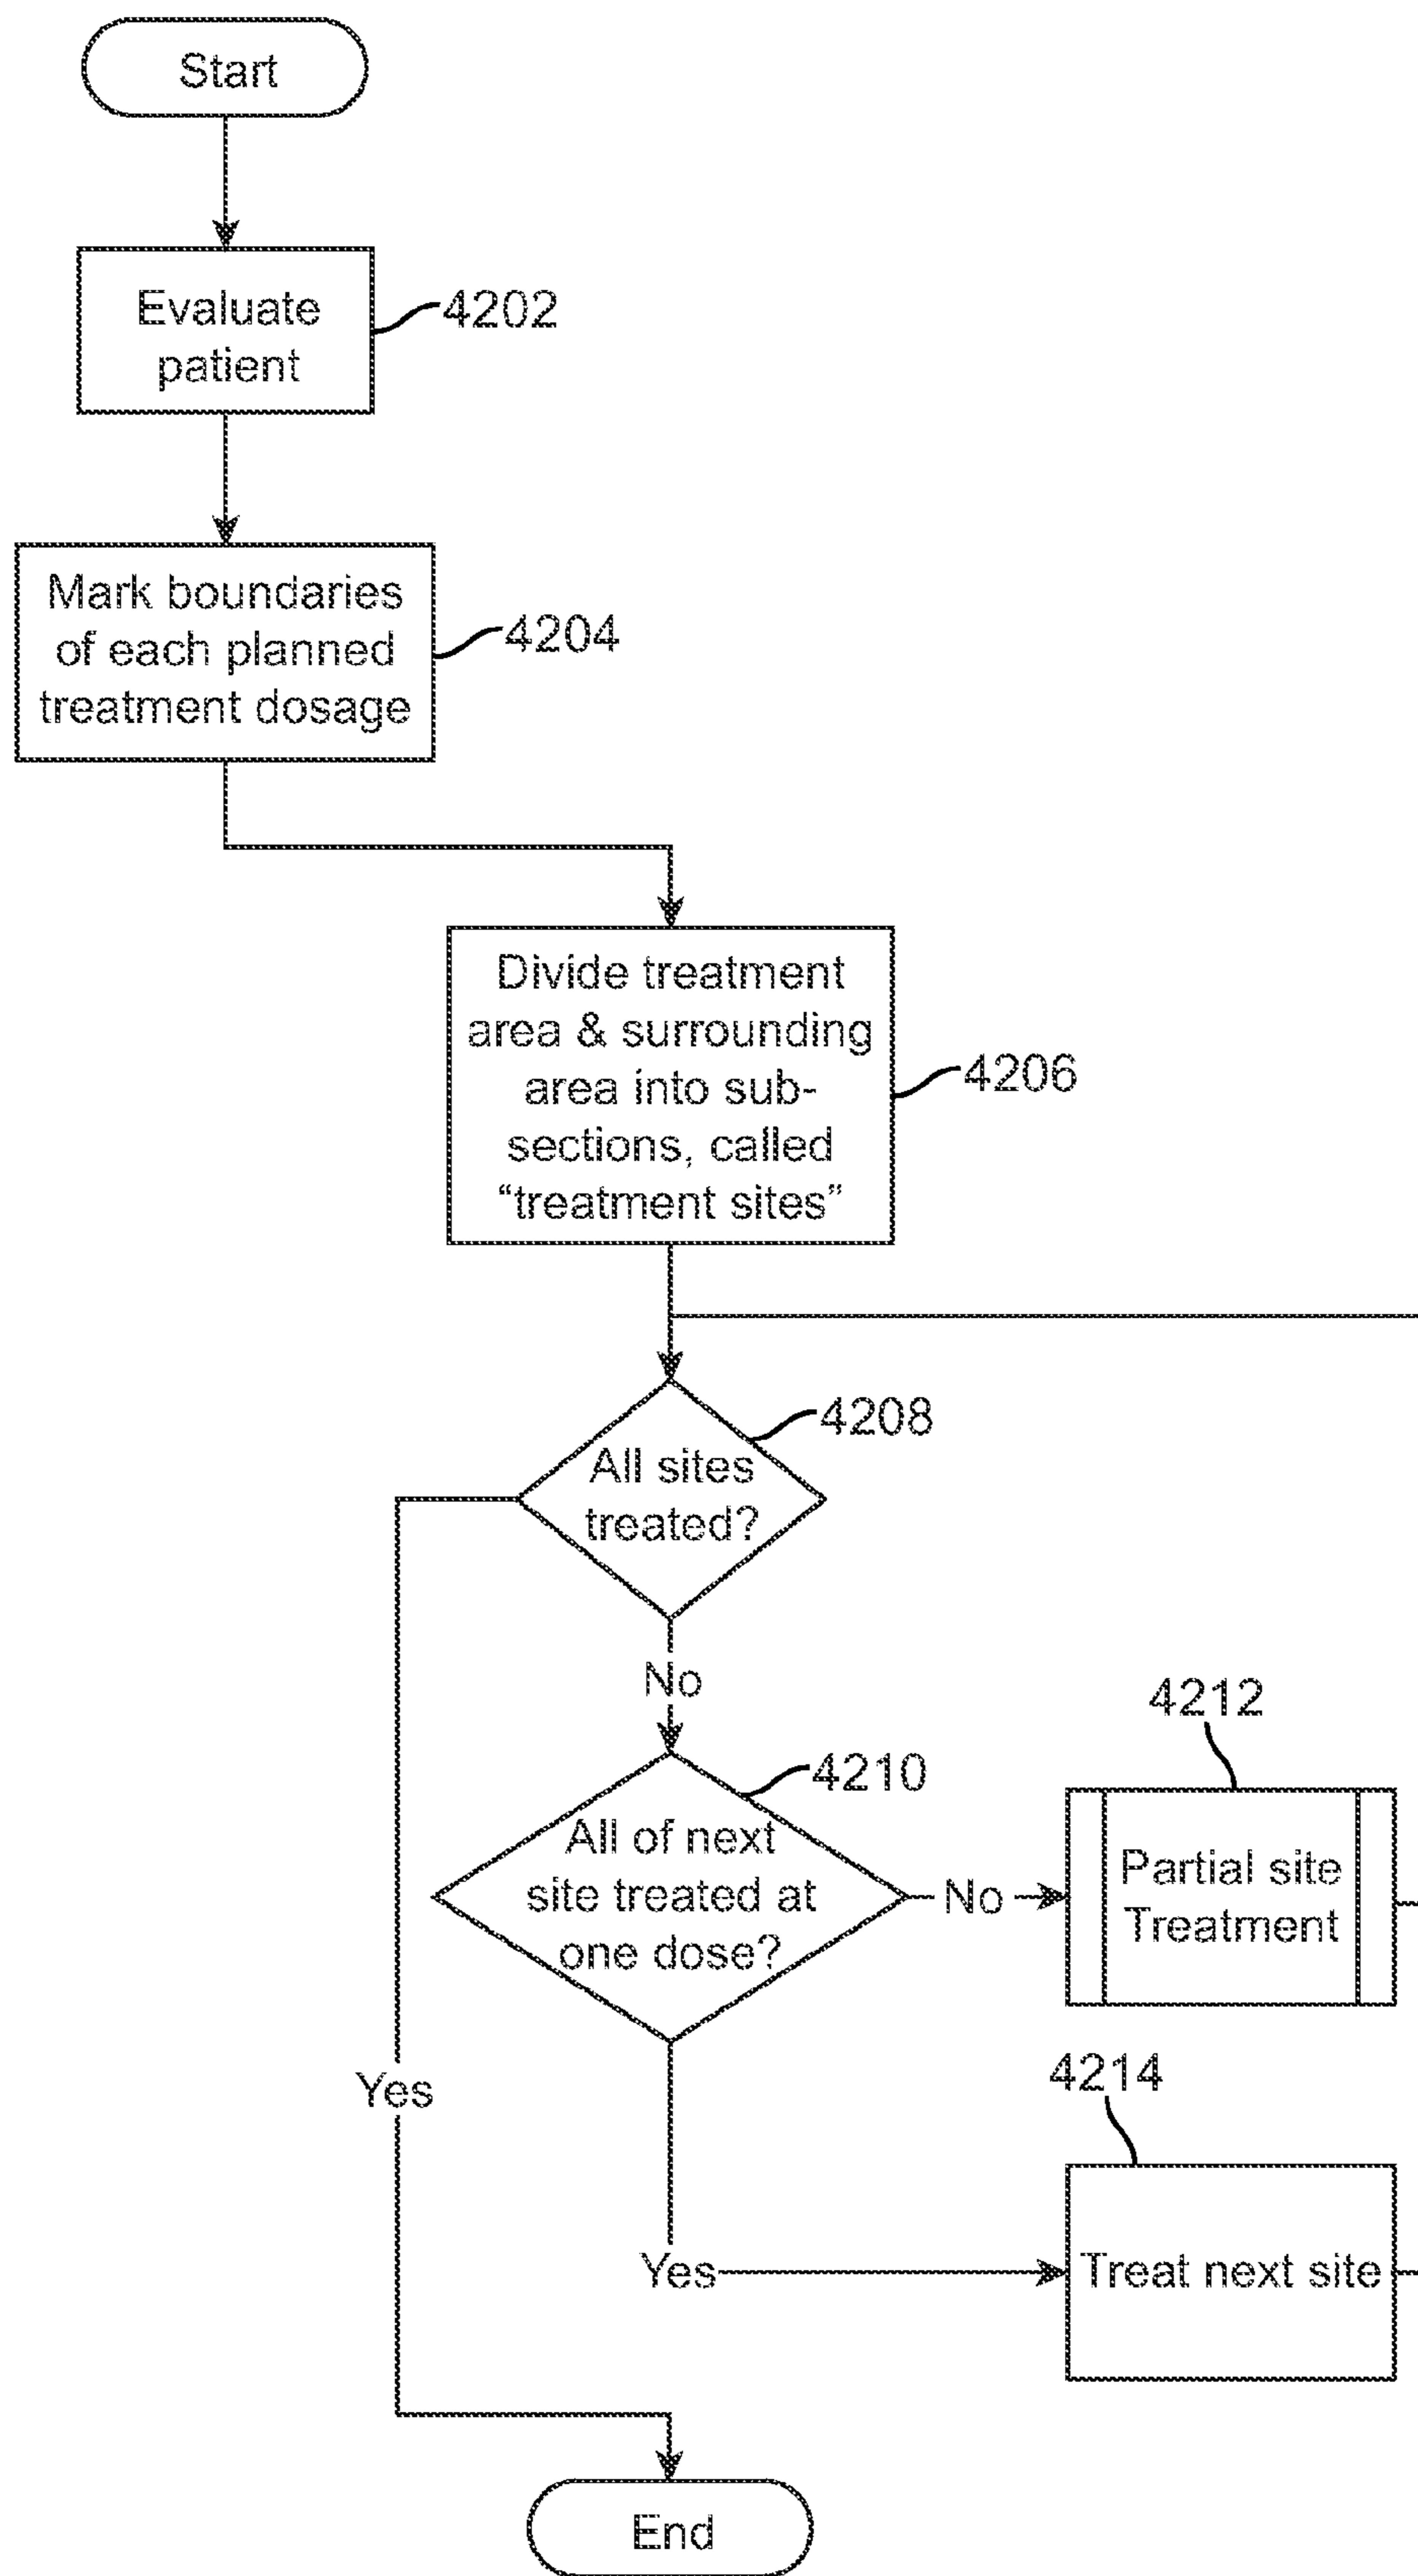 Start
Evaluate
patient
4202
Mark boundaries
of each planned
treatment dosage
4204
Divide treatment
area & surrounding
area into sub-
sections, called
“treatment sites”
4206
4208
All sites
treated?
No
4212
4210
All of next
site treated at
one dose?
No
Partial site
Treatment
4214
Yes
Yes
Treat next site
End